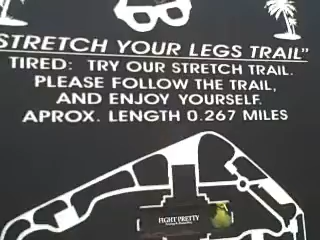 STRETCH YOUR LEGS TRAIL"
TIRED: TRY OUR STRETCH TRAIL.
PLEASE FOLLOW THE TRAIL,
AND ENJOY YOURSELF.
APROX. LENGTH 0.267 MILES
FIGHT PRETTY